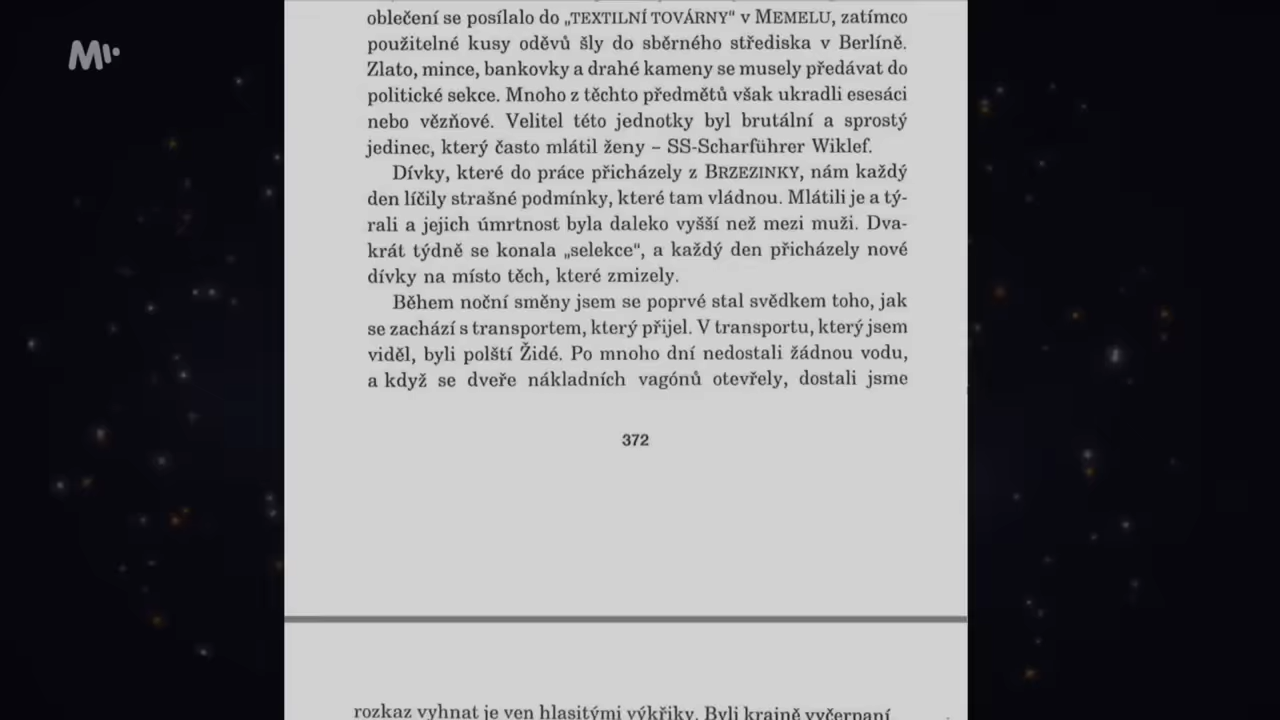 M
oblečení se posílalo do „TEXTILNÍ TOVÁRNY“ v MEMELU, zatímco
použitelné kusy oděvů šly do sběrného střediska v Berlíně.
Zlato, mince, bankovky a drahé kameny se musely předávat do
politické sekce. Mnoho z těchto předmětů však ukradli esesáci
nebo vězňové. Velitel této jednotky byl brutální a sprostý
jedinec, který často mlátil ženy – SS-Scharführer Wiklef.
Dívky, které do práce přicházely z BRZEZINKY, nám každý
den líčily strašné podmínky, které tam vládnou. Mlátili je a tý-
rali a jejich úmrtnost byla daleko vyšší než mezi muži. Dva-
krát týdně se konala „selekce“, a každý den přicházely nové
dívky na místo těch, které zmizely.
Během noční směny jsem se poprvé stal svědkem toho, jak
se zachází s transportem, který přijel. V transportu, který jsem
viděl, byli polští Židé. Po mnoho dní nedostali žádnou vodu,
a když se dveře nákladních vagónů otevřely, dostali jsme
372
rozkaz vyhnat je ven hlasitými výkřiky. Byli krajně vyčerpaní